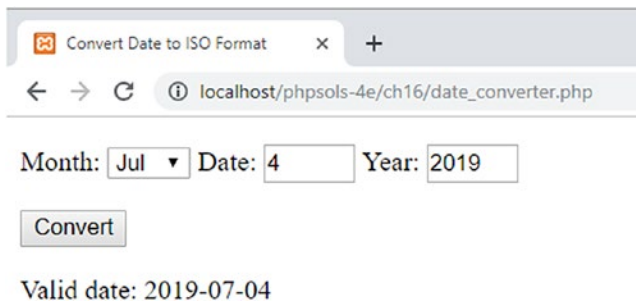 Convert Date to ISO Format
localhost/phpsols-4e/ch16/date_converter.php
Month: Jul Date: 4 Year: 2019
Convert
Valid date: 2019-07-04